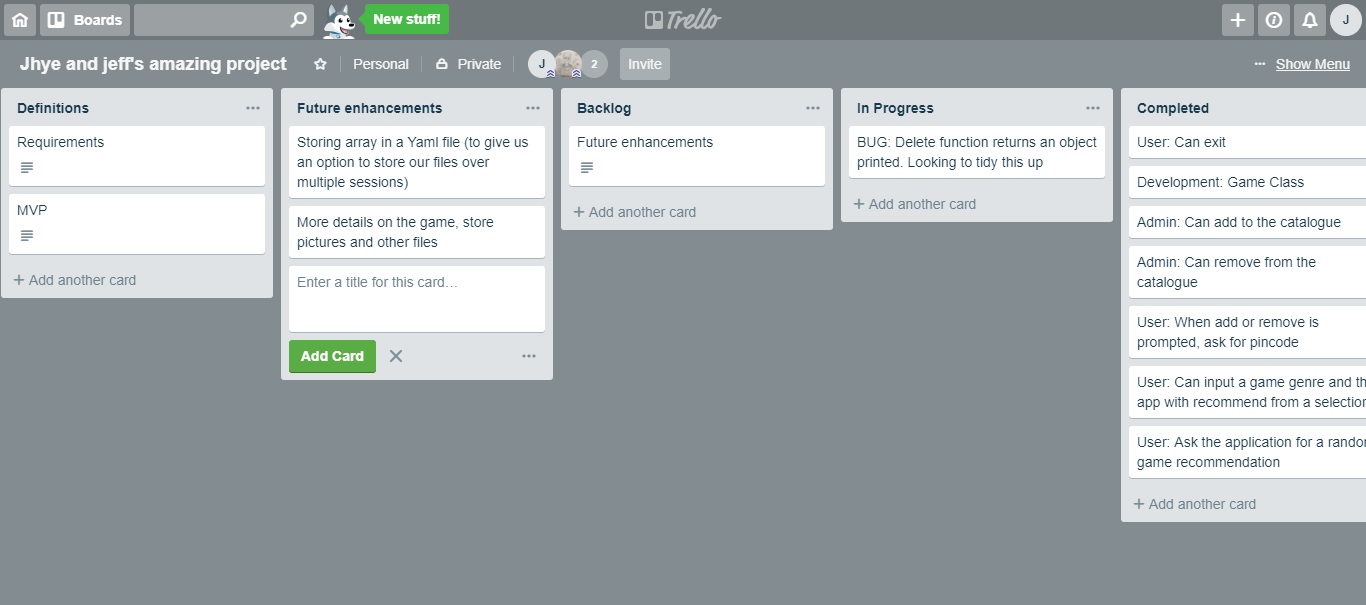 Boards
New stuff!
Trello
J
Jhye and jeff's amazing project
Personal
Private
J
2
Invite
Show Menu
Definitions
Requirements
MVP
+ Add another card
Future enhancements
Storing array in a Yaml file (to give us
an option to store our files over
multiple sessions)
More details on the game, store
pictures and other files
Enter a title for this card…
Add Card
Backlog
Future enhancements
+ Add another card
In Progress
BUG: Delete function returns an object
printed. Looking to tidy this up
+ Add another card
Completed
User: Can exit
Development: Game Class
Admin: Can add to the catalogue
Admin: Can remove from the
catalogue
User: When add or remove is
prompted, ask for pincode
User: Can input a game genre and th
app with recommend from a selection
User: Ask the application for a rando
game recommendation
+ Add another card